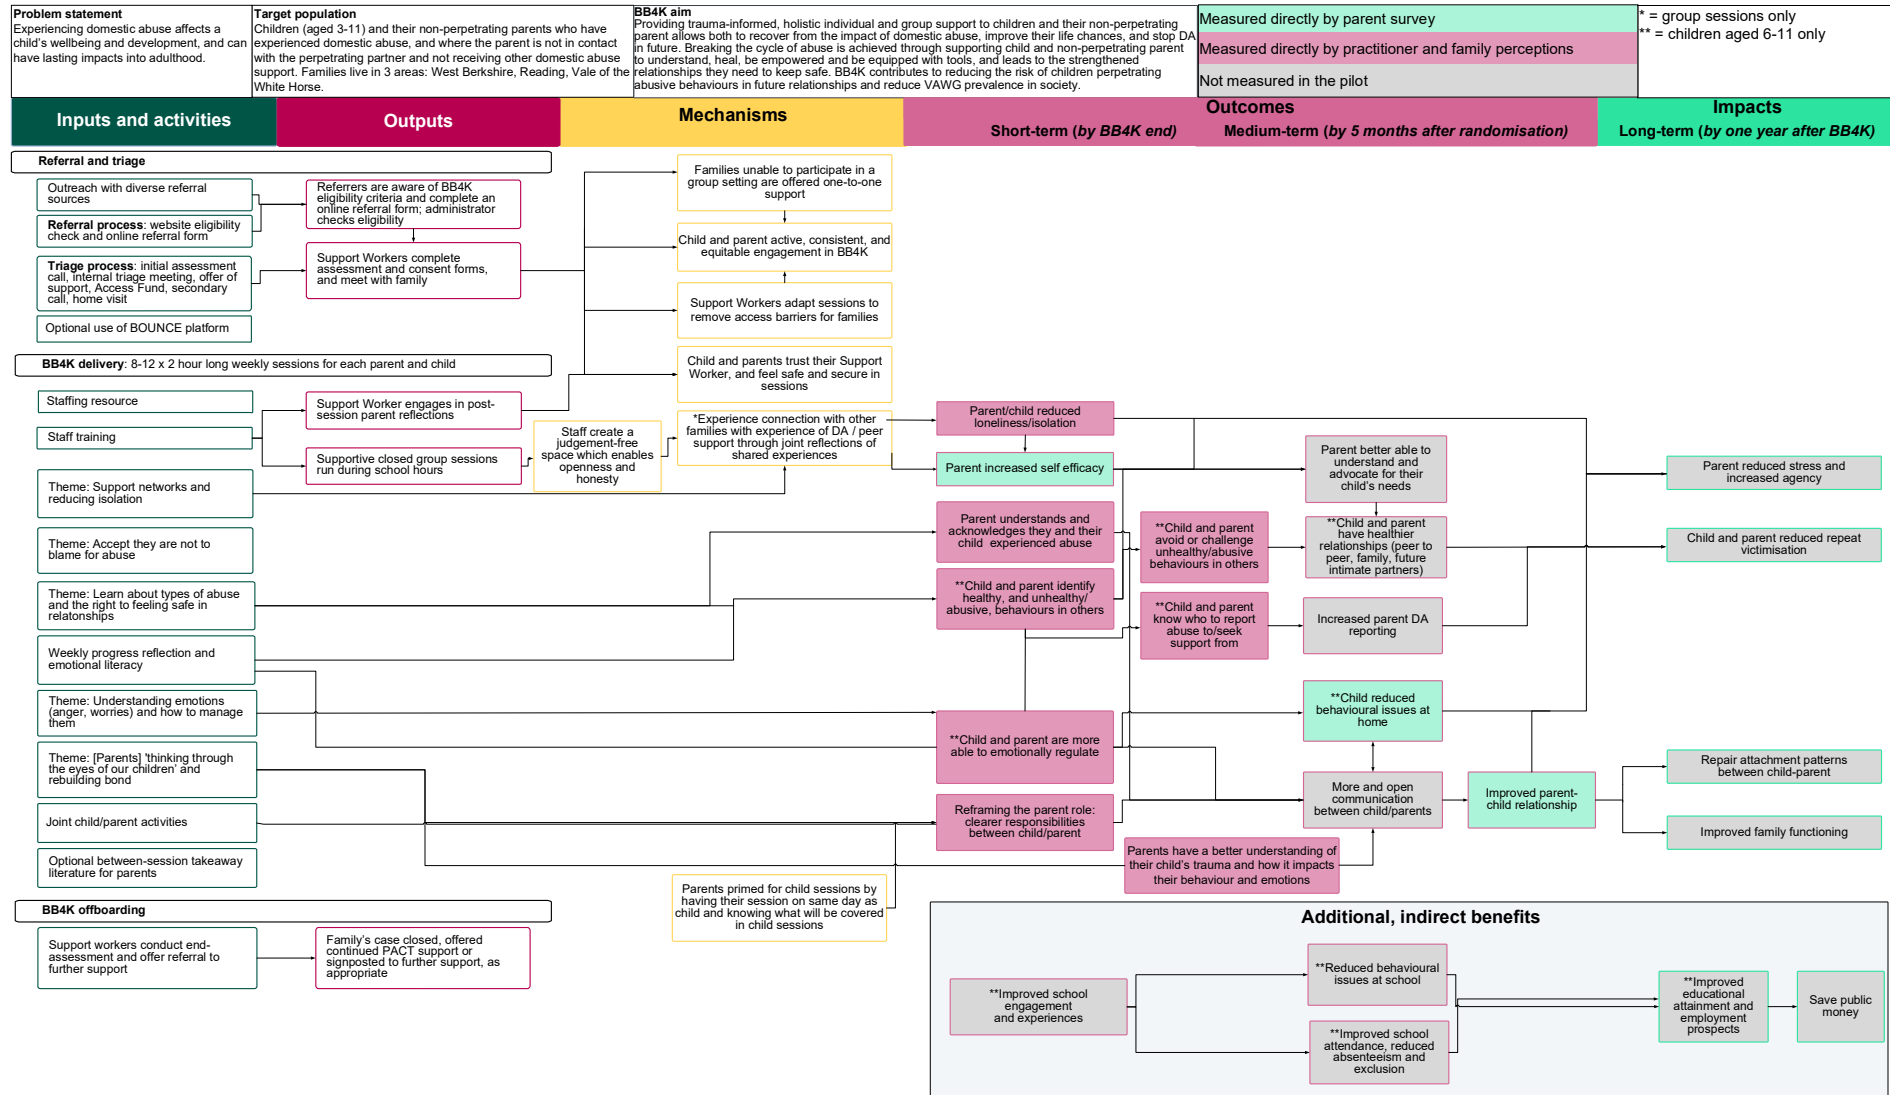 Problem statement
Experiencing domestic abuse affects a
child's wellbeing and development, and can
have lasting impacts into adulthood.
Target population
Children (aged 3-11) and their non-perpetrating parents who have
experienced domestic abuse, and where the parent is not in contact
with the perpetrating partner and not receiving other domestic abuse
support. Families live in 3 areas: West Berkshire, Reading, Vale of the
White Horse.
BB4K aim
Providing trauma-informed, holistic individual and group support to children and their non-perpetrating
parent allows both to recover from the impact of domestic abuse, improve their life chances, and stop DA
in future. Breaking the cycle of abuse is achieved through supporting child and non-perpetrating parent
to understand, heal, be empowered and be equipped with tools, and leads to the strengthened
relationships they need to keep safe. BB4K contributes to reducing the risk of children perpetrating
abusive behaviours in future relationships and reduce VAWG prevalence in society.
Measured directly by parent survey
Measured directly by practitioner and family perceptions
Not measured in the pilot
* = group sessions only
** = children aged 6-11 only
Inputs and activities
Outputs
Mechanisms
Outcomes
Short-term (by BB4K end)
Medium-term (by 5 months after randomisation)
Impacts
Long-term (by one year after BB4K)
Referral and triage
Outreach with diverse referral
sources
Referral process: website eligibility
check and online referral form
Triage process: initial assessment
call, internal triage meeting, offer of
support, Access Fund, secondary
call, home visit
Optional use of BOUNCE platform
Referrers are aware of BB4K
eligibility criteria and complete an
online referral form; administrator
checks eligibility
Support Workers complete
assessment and consent forms,
and meet with family
Families unable to participate in a
group setting are offered one-to-one
support
Child and parent active, consistent, and
equitable engagement in BB4K
Support Workers adapt sessions to
remove access barriers for families
Child and parents trust their Support
Worker, and feel safe and secure in
sessions
BB4K delivery: 8-12 x 2 hour long weekly sessions for each parent and child
Staffing resource
Staff training
Theme: Support networks and
reducing isolation
Theme: Accept they are not to
blame for abuse
Theme: Learn about types of abuse
and the right to feeling safe in
relatonships
Weekly progress reflection and
emotional literacy
Theme: Understanding emotions
(anger, worries) and how to manage
them
Theme: [Parents] 'thinking through
the eyes of our children' and
rebuilding bond
Joint child/parent activities
Optional between-session takeaway
literature for parents
Support Worker engages in post-
session parent reflections
Supportive closed group sessions
run during school hours
Staff create a
judgement-free
space which enables
openness and
honesty
*Experience connection with other
families with experience of DA / peer
support through joint reflections of
shared experiences
Parents primed for child sessions by
having their session on same day as
child and knowing what will be covered
in child sessions
Parent/child reduced
loneliness/isolation
Parent increased self efficacy
Parent understands and
acknowledges they and their
child experienced abuse
**Child and parent identify
healthy, and unhealthy/
abusive, behaviours in others
**Child and parent are more
able to emotionally regulate
Reframing the parent role:
clearer responsibilities
between child/parent
**Child and parent
avoid or challenge
unhealthy/abusive
behaviours in others
**Child and parent
know who to report
abuse to/seek
support from
Parents have a better understanding of
their child's trauma and how it impacts
their behaviour and emotions
Parent better able to
understand and
advocate for their
child's needs
**Child and parent
have healthier
relationships (peer to
peer, family, future
intimate partners)
Increased parent DA
reporting
**Child reduced
behavioural issues at
home
More and open
communication
between child/parents
Improved parent-
child relationship
Parent reduced stress and
increased agency
Child and parent reduced repeat
victimisation
Repair attachment patterns
between child-parent
Improved family functioning
BB4K offboarding
Support workers conduct end-
assessment and offer referral to
further support
Family's case closed, offered
continued PACT support or
signposted to further support, as
appropriate
Additional, indirect benefits
**Improved school
engagement
and experiences
**Reduced behavioural
issues at school
**Improved school
attendance, reduced
absenteeism and
exclusion
**Improved
educational
attainment and
employment
prospects
Save public
money